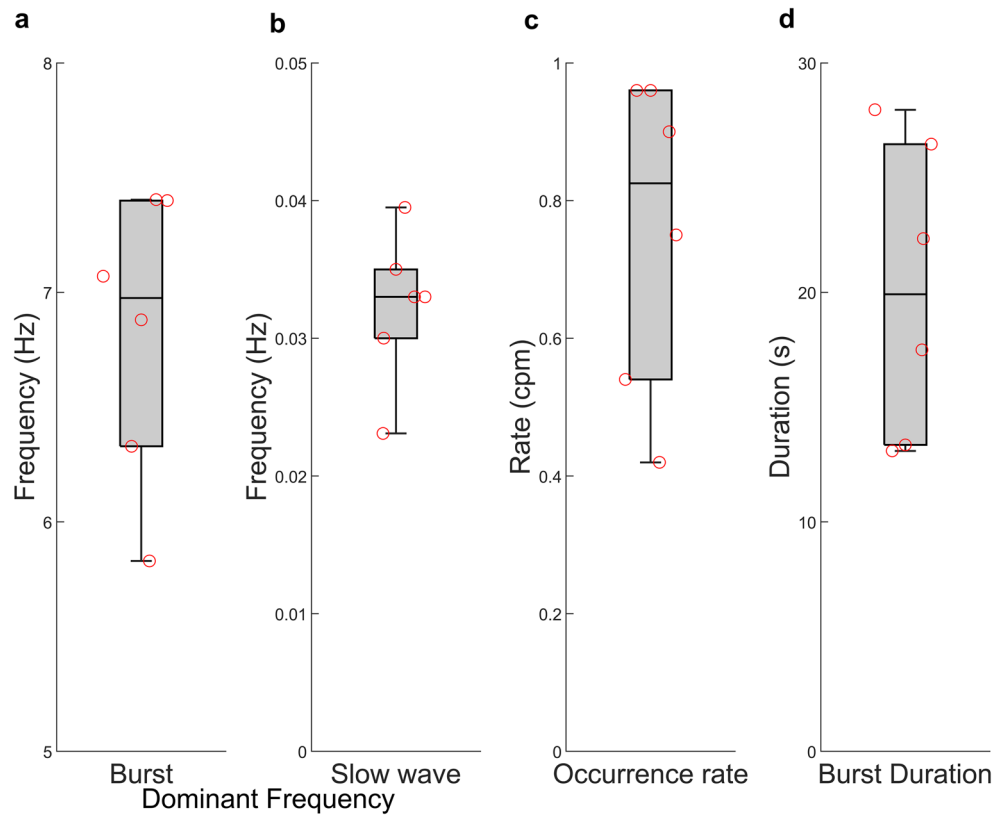 a
b
c
d
8
7
6
5
Frequency (Hz)
Burst
0.05
0.04
0.03
0.02
0.01
0
Frequency (Hz)
Slow wave
Dominant Frequency
1
0.8
0.6
0.4
0.2
0
Rate (cpm)
Occurrence rate
30
20
10
0
Duration (s)
Burst Duration